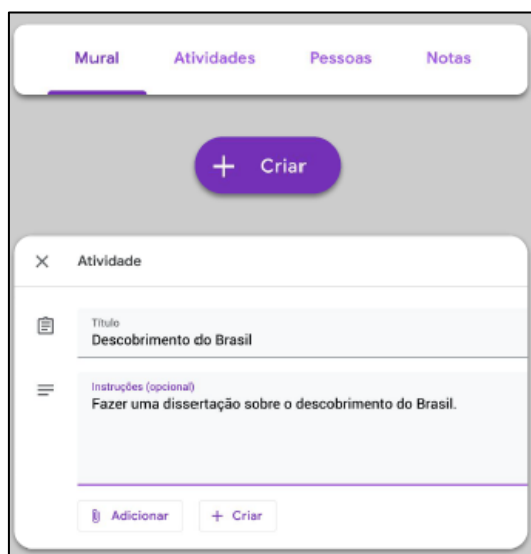 Mural Atividades Pessoas Notas
+ Criar
Atividade
Título
Descobrimento do Brasil
Instruções (opcional)
Fazer uma dissertação sobre o descobrimento do Brasil.
Adicionar + Criar